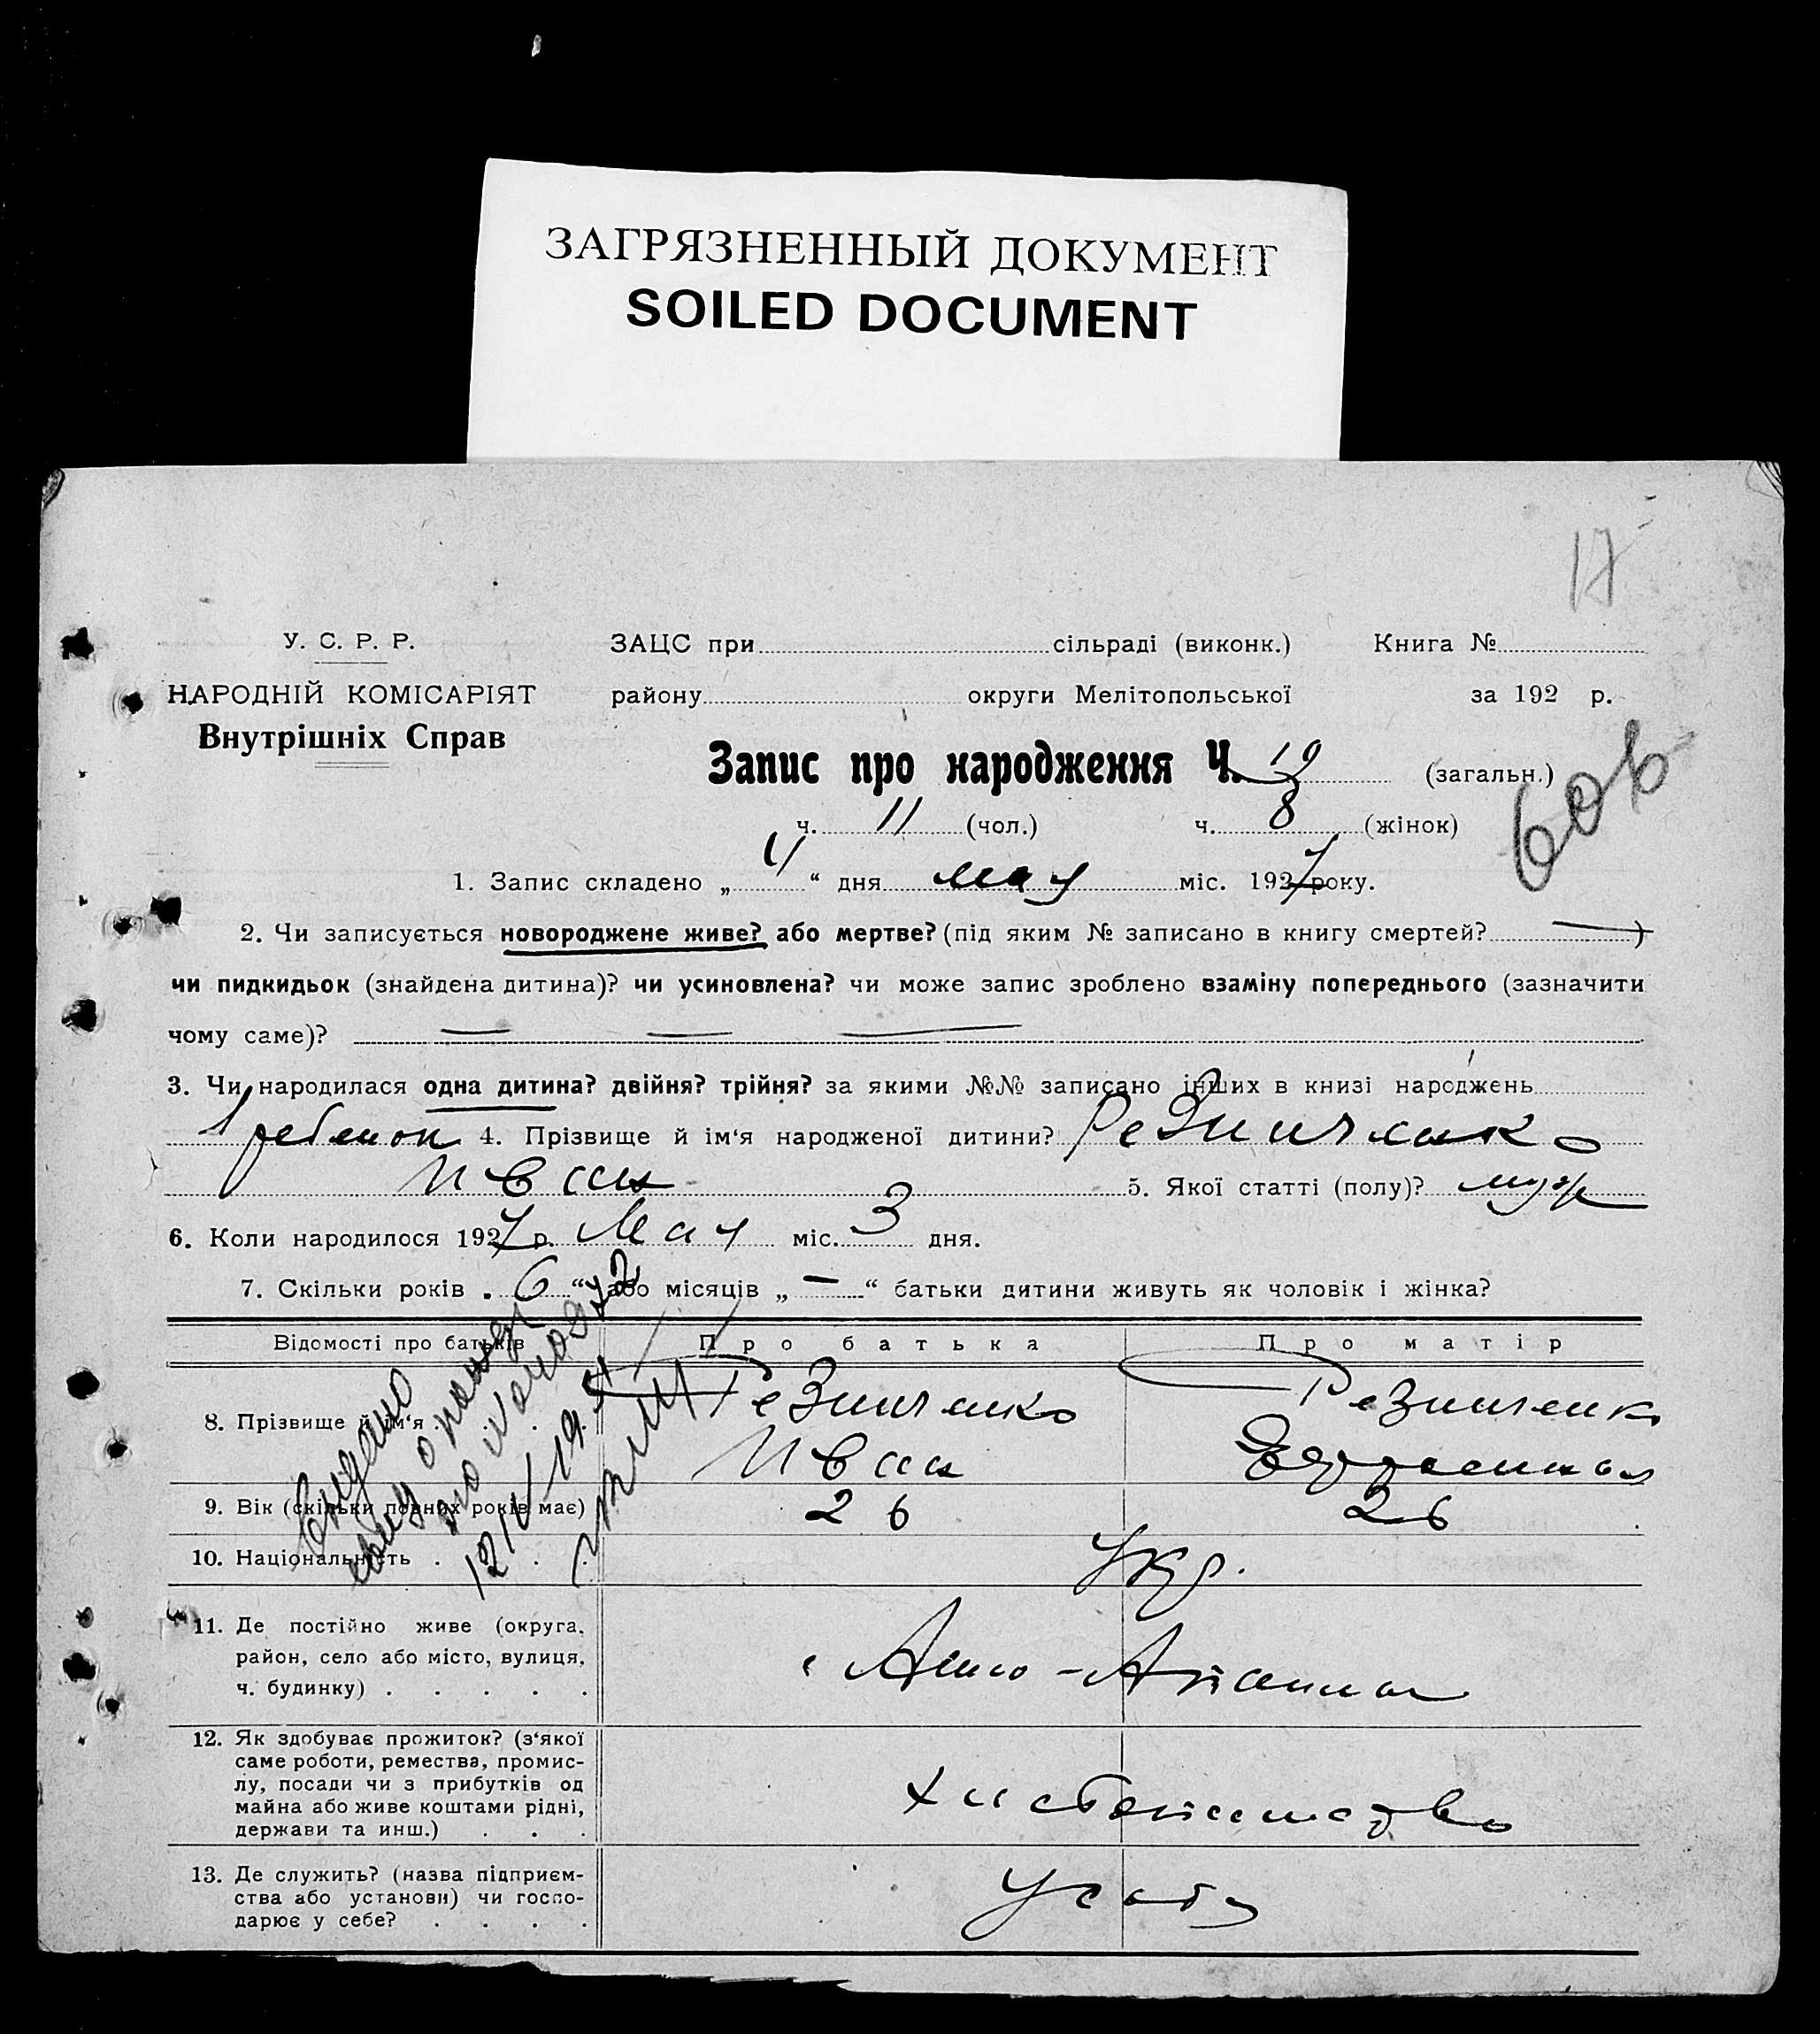 ЗАГРЯЗНЕННЫЙ ДОКУМЕНТ
SOILED DOCUMENT
17
У. С. Р. Р.
НАРОДНІЙ КОМІСАРІЯТ
Внутрішніх Справ
ЗАЦС при сільраді (виконк.) Книга №
району округи Мелітопольської за 192 р.
Запис про народження Ч. 19 (загальн.)
ч. 11 (чол.) ч. 8 (жінок)
1. Запис складено „ 4 “ дня мая міс. 1927 року.
2. Чи записується новороджене живе? або мертве? (під яким № записано в книгу смертей? — )
чи пидкидьок (знайдена дитина)? чи усиновлена? чи може запис зроблено взаміну попереднього (зазначити
чому саме)? — — —
3. Чи народилася одна дитина? двійня? трійня? за якими №№ записано інших в книзі народжень
1 ребенок 4. Прізвище й ім‘я народженої дитини? Резниченко
Иван 5. Якої статті (полу)? муж
6. Коли народилося 1927 р. Мая міс. 3 дня.
7. Скільки років „ 6 “ або місяців „ — “ батьки дитини живуть як чоловік і жінка?
Відомості про батьків Про батька Про матір
8. Прізвище й ім‘я . . . Резниченко Резниченко
Иван
9. Вік (скільки повних років має) 26 26
10. Національність . . . . Укр.
11. Де постійно живе (округа,
район, село або місто, вулиця,
ч. будинку) . . . . .
12. Як здобуває прожиток? (з‘якої
саме роботи, ремества, промис-
лу, посади чи з прибутків од
майна або живе коштами рідні,
держави та инш.) . . .
13. Де служить? (назва підприєм-
ства або установи) чи госпо-
дарює у себе? . . . .
У себя